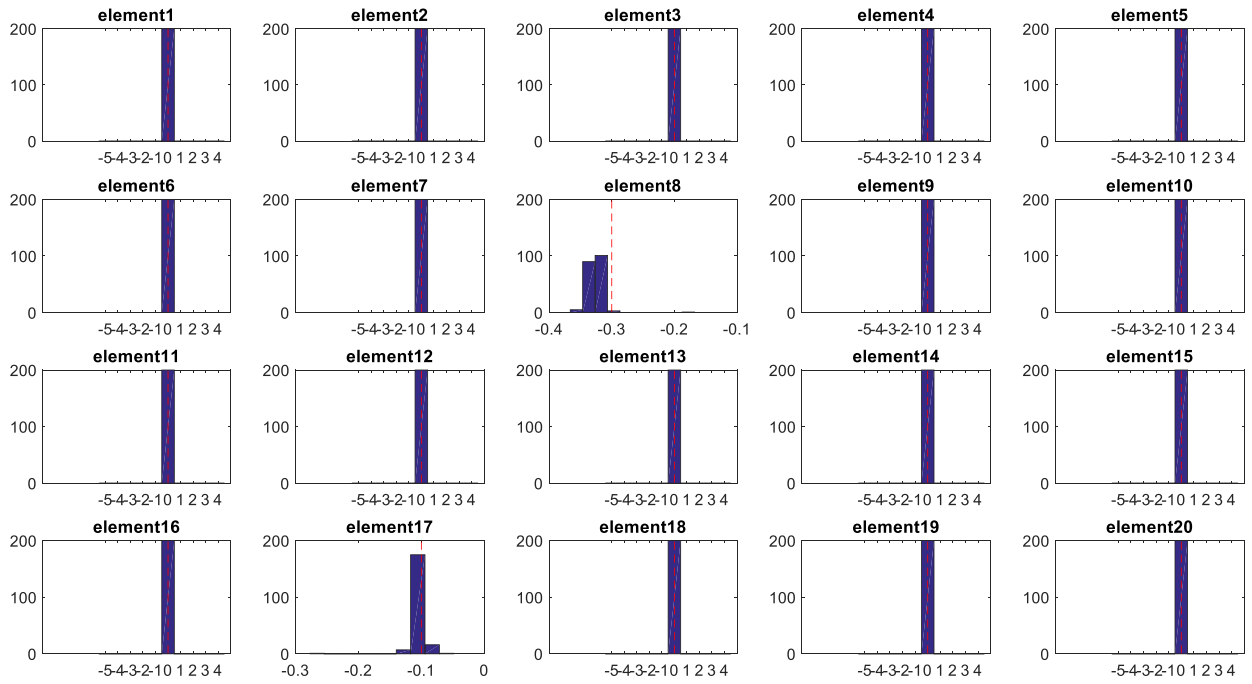 element1 element2 element3 element4 element5
200 200 200 200 200
100 100 100 100 100
0 0 0 0 0
-5-4-3-2-10 1 2 3 4 -5-4-3-2-10 1 2 3 4 -5-4-3-2-10 1 2 3 4 -5-4-3-2-10 1 2 3 4 -5-4-3-2-10 1 2 3 4
element6 element7 element8 element9 element10
200 200 200 200 200
100 100 100 100 100
0 0 0 0 0
-5-4-3-2-10 1 2 3 4 -5-4-3-2-10 1 2 3 4 -0.4 -0.3 -0.2 -0.1 -5-4-3-2-10 1 2 3 4 -5-4-3-2-10 1 2 3 4
element11 element12 element13 element14 element15
200 200 200 200 200
100 100 100 100 100
0 0 0 0 0
-5-4-3-2-10 1 2 3 4 -5-4-3-2-10 1 2 3 4 -5-4-3-2-10 1 2 3 4 -5-4-3-2-10 1 2 3 4 -5-4-3-2-10 1 2 3 4
element16 element17 element18 element19 element20
200 200 200 200 200
100 100 100 100 100
0 0 0 0 0
-5-4-3-2-10 1 2 3 4 -0.3 -0.2 -0.1 0 -5-4-3-2-10 1 2 3 4 -5-4-3-2-10 1 2 3 4 -5-4-3-2-10 1 2 3 4